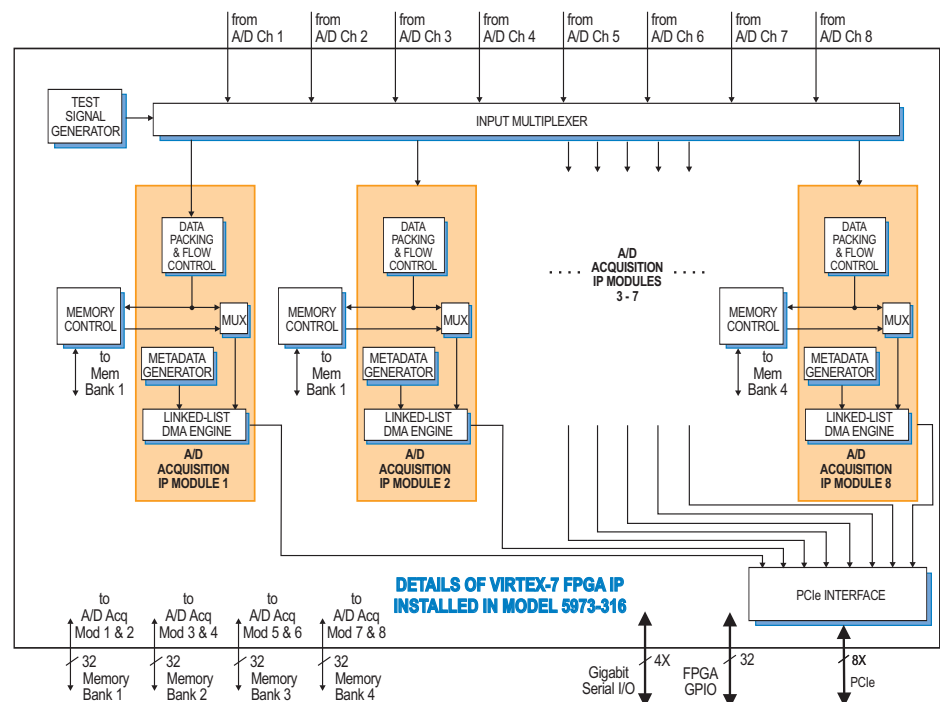 from
A/D Ch 1
from
A/D Ch 2
from
A/D Ch 3
from
A/D Ch 4
from
A/D Ch 5
from
A/D Ch 6
from
A/D Ch 7
from
A/D Ch 8
TEST
SIGNAL
GENERATOR
INPUT MULTIPLEXER
DATA
PACKING
& FLOW
CONTROL
MEMORY
CONTROL
MUX
to
Mem
Bank 1
METADATA
GENERATOR
LINKED-LIST
DMA ENGINE
A/D
ACQUISITION
IP MODULE 1
DATA
PACKING
& FLOW
CONTROL
MEMORY
CONTROL
MUX
to
Mem
Bank 1
METADATA
GENERATOR
LINKED-LIST
DMA ENGINE
A/D
ACQUISITION
IP MODULE 2
A/D
. . . . ACQUISITION . . . .
IP MODULES
3 - 7
DATA
PACKING
& FLOW
CONTROL
MEMORY
CONTROL
MUX
to
Mem
Bank 4
METADATA
GENERATOR
LINKED-LIST
DMA ENGINE
A/D
ACQUISITION
IP MODULE 8
DETAILS OF VIRTEX-7 FPGA IP
INSTALLED IN MODEL 5973-316
PCIe INTERFACE
to
A/D Acq
Mod 1 & 2
to
A/D Acq
Mod 3 & 4
to
A/D Acq
Mod 5 & 6
to
A/D Acq
Mod 7 & 8
32
Memory
Bank 1
32
Memory
Bank 2
32
Memory
Bank 3
32
Memory
Bank 4
4X
Gigabit
Serial I/O
32
FPGA
GPIO
8X
PCIe